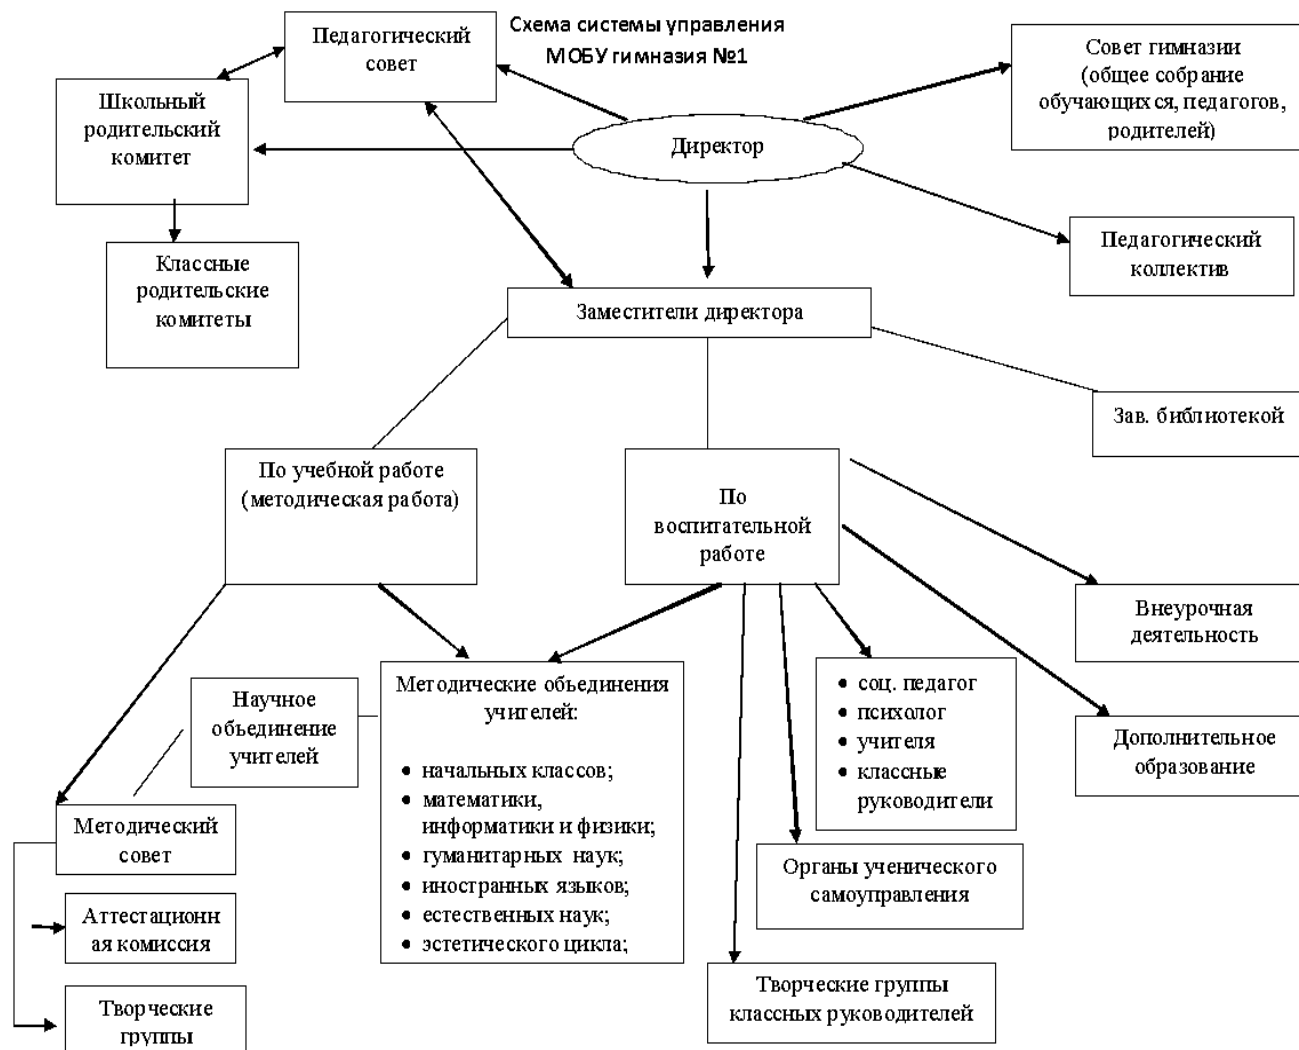 Схема системы управления
МОБУ гимназия №1
Педагогический
совет
Совет гимназии
(общее собрание
обучающихся, педагогов,
родителей)
Школьный
родительский
комитет
Директор
Педагогический
коллектив
Классные
родительские
комитеты
Заместители директора
Зав. библиотекой
По учебной работе
(методическая работа)
По
воспитательной
работе
Внеурочная
деятельность
Научное
объединение
учителей
Методические объединения
учителей:
• начальных классов;
• математики,
информатики и физики;
• гуманитарных наук;
• иностранных языков;
• естественных наук;
• эстетического цикла;
• соц. педагог
• психолог
• учителя
• классные
руководители
Дополнительное
образование
Методический
совет
Органы ученического
самоуправления
Аттестационн
ая комиссия
Творческие группы
классных руководителей
Творческие
группы